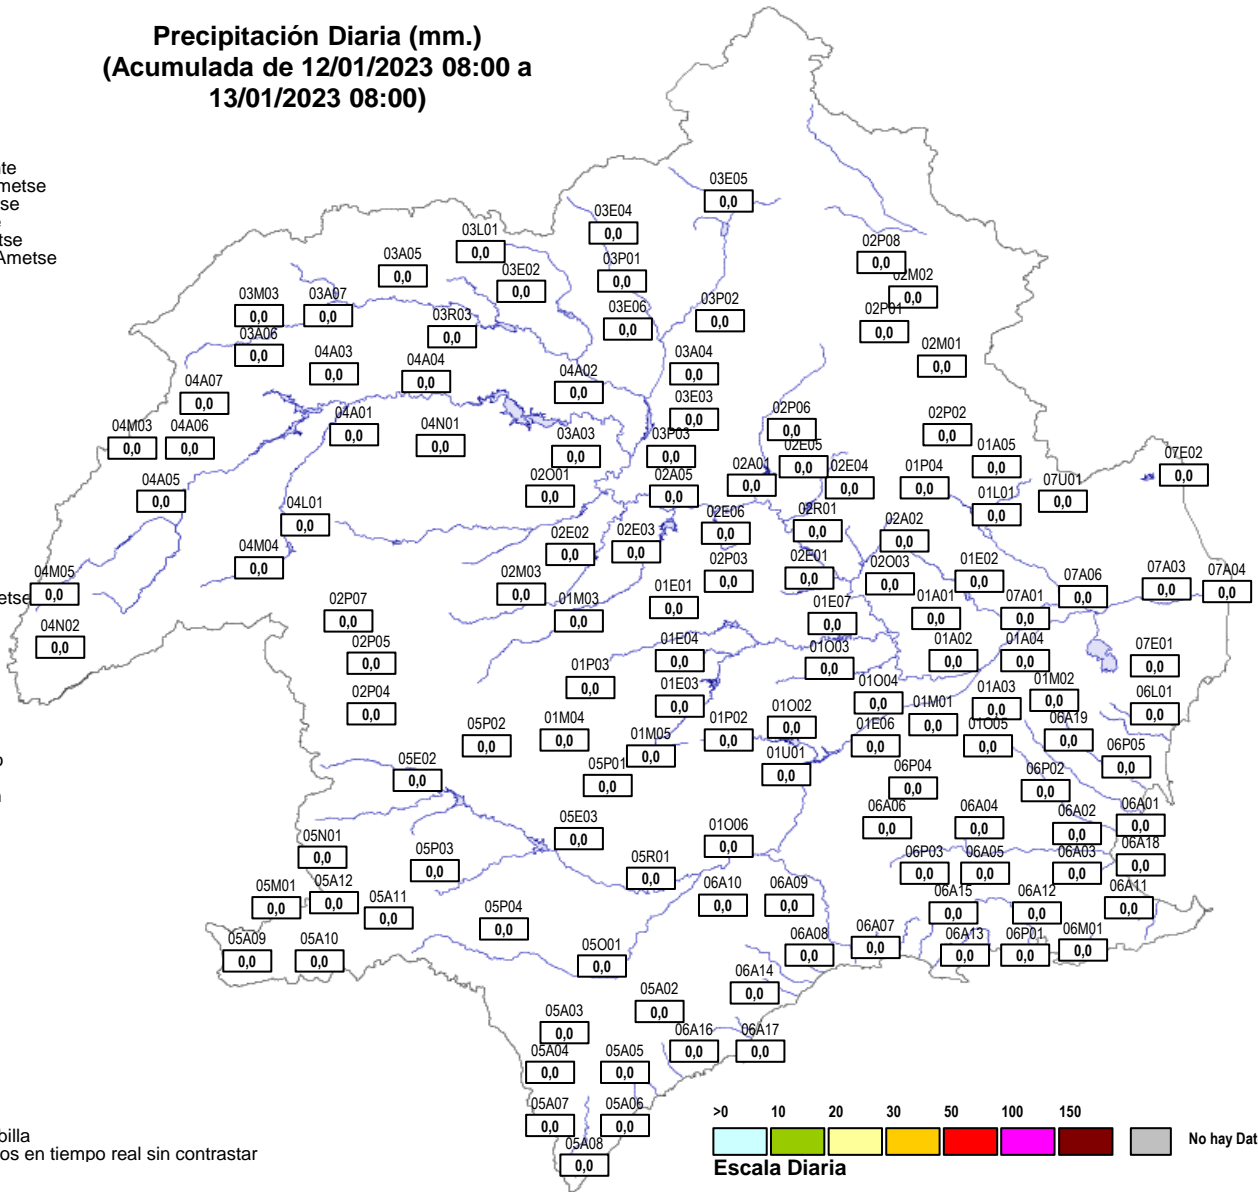 Precipitación Diaria (mm.)
(Acumulada de 12/01/2023 08:00 a
13/01/2023 08:00)
nte
metse
tse
e
tse
Ametse
03E05
0,0
03E04
0,0
03L01
0,0
03A05
0,0
03P01
0,0
02P08
0,0
03E02
0,0
02M02
0,0
03M03
0,0
03A07
0,0
03E06
0,0
03P02
0,0
02P01
0,0
03R03
0,0
03A06
0,0
04A03
0,0
04A04
0,0
03A04
0,0
02M01
0,0
04A02
0,0
04A07
0,0
03E03
0,0
04A01
0,0
04N01
0,0
02P06
0,0
02P02
0,0
04M03
0,0
04A06
0,0
03A03
0,0
03P03
0,0
02E05
0,0
01A05
0,0
07E02
0,0
04A05
0,0
02O01
0,0
02A05
0,0
02A01
0,0
02E04
0,0
01P04
0,0
07U01
0,0
04L01
0,0
01L01
0,0
02E06
0,0
02R01
0,0
02A02
0,0
02E02
0,0
02E03
0,0
04M04
0,0
04M05
0,0
etse
02M03
0,0
02P03
0,0
02E01
0,0
02O03
0,0
01E02
0,0
07A03
0,0
07A04
0,0
07A06
0,0
02P07
0,0
01M03
0,0
01E01
0,0
01E07
0,0
01A01
0,0
07A01
0,0
04N02
0,0
02P05
0,0
01E04
0,0
01O03
0,0
01A02
0,0
01A04
0,0
07E01
0,0
01P03
0,0
02P04
0,0
01E03
0,0
01O04
0,0
01A03
0,0
01M02
0,0
06L01
0,0
01M01
0,0
05P02
0,0
01M04
0,0
01P02
0,0
01O02
0,0
01E06
0,0
01O05
0,0
06A19
0,0
01M05
0,0
01U01
0,0
06P05
0,0
05E02
0,0
05P01
0,0
06P04
0,0
06P02
0,0
05E03
0,0
01O06
0,0
06A06
0,0
06A04
0,0
06A02
0,0
06A01
0,0
05N01
0,0
05P03
0,0
05R01
0,0
06P03
0,0
06A05
0,0
06A03
0,0
06A18
0,0
05M01
0,0
05A12
0,0
05A11
0,0
06A10
0,0
06A09
0,0
06A15
0,0
06A12
0,0
06A11
0,0
05P04
0,0
05A09
0,0
05A10
0,0
05O01
0,0
06A08
0,0
06A07
0,0
06A13
0,0
06P01
0,0
06M01
0,0
06A14
0,0
05A02
0,0
05A03
0,0
06A16
0,0
06A17
0,0
05A04
0,0
05A05
0,0
05A07
0,0
05A06
0,0
05A08
0,0
billa
os en tiempo real sin contrastar
>0 10 20 30 50 100 150
No hay Dat
Escala Diaria